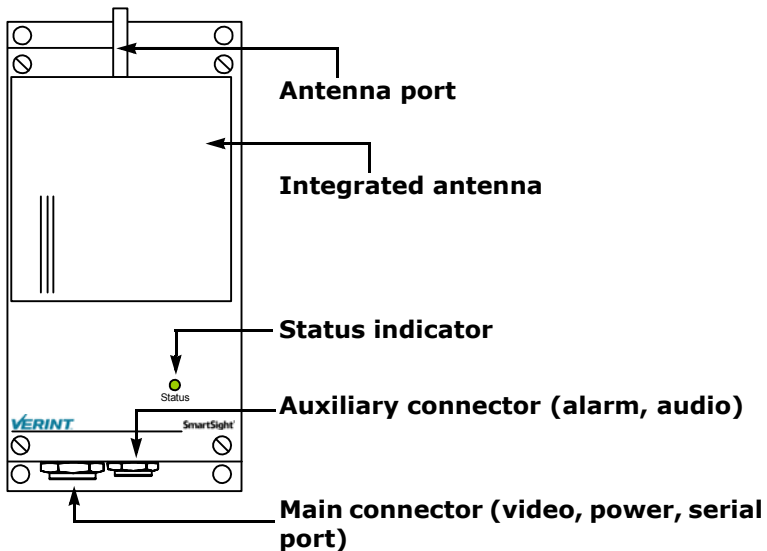 Antenna port
Integrated antenna
Status indicator
Status
Auxiliary connector (alarm, audio)
VERINT
SmartSight
Main connector (video, power, serial
port)